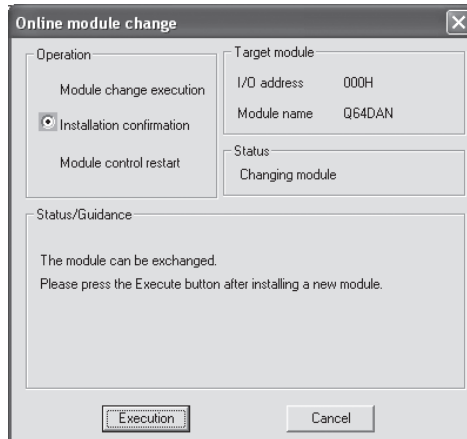 Online module change
Operation
Module change execution
Installation confirmation
Module control restart
Target module
I/O address 000H
Module name Q64DAN
Status
Changing module
Status/Guidance
The module can be exchanged.
Please press the Execute button after installing a new module.
Execution Cancel